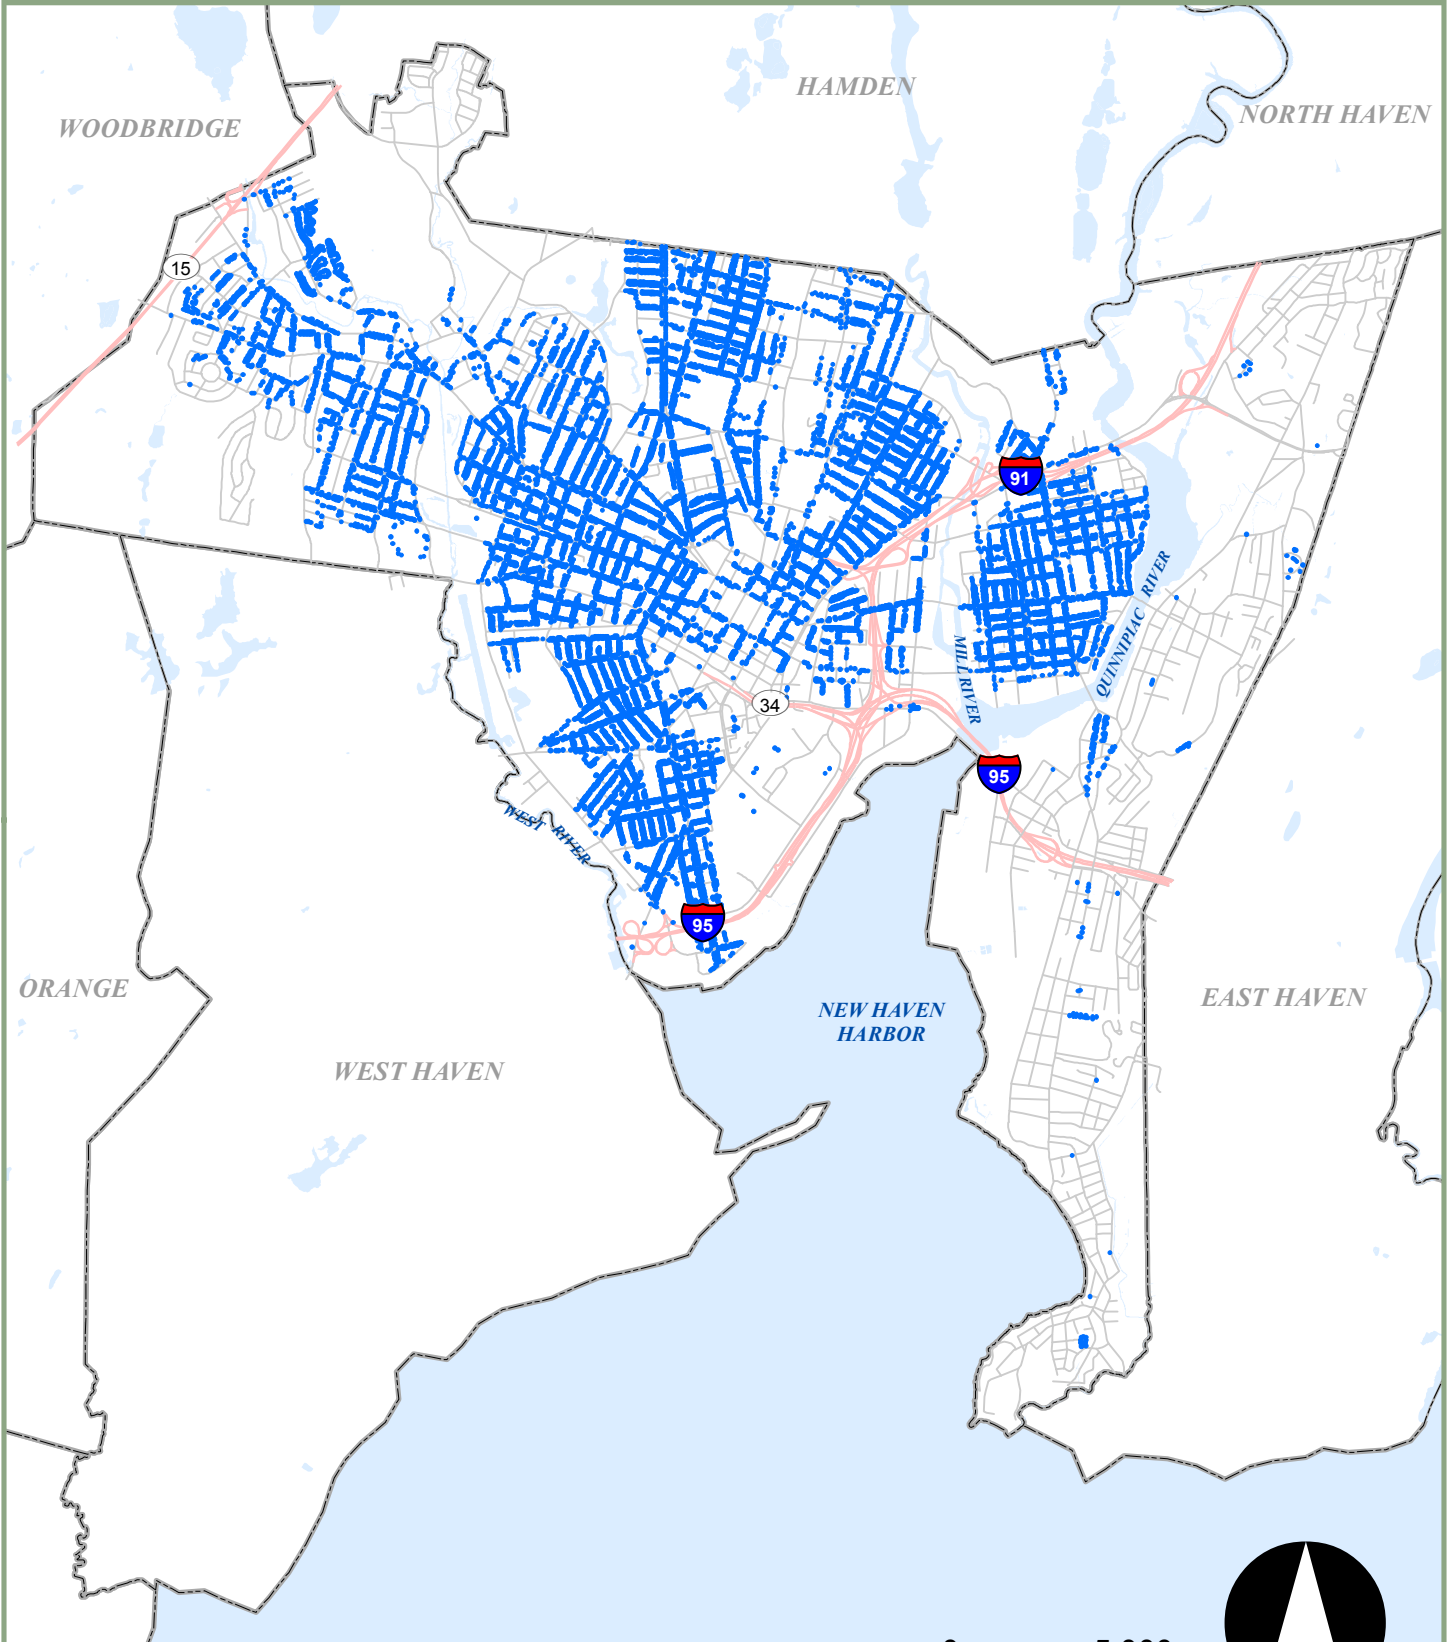 HAMDEN
NORTH HAVEN
WOODBRIDGE
15
91
QUINNIPIAC RIVER
MILL RIVER
34
95
WEST RIVER
95
ORANGE
EAST HAVEN
NEW HAVEN
HARBOR
WEST HAVEN